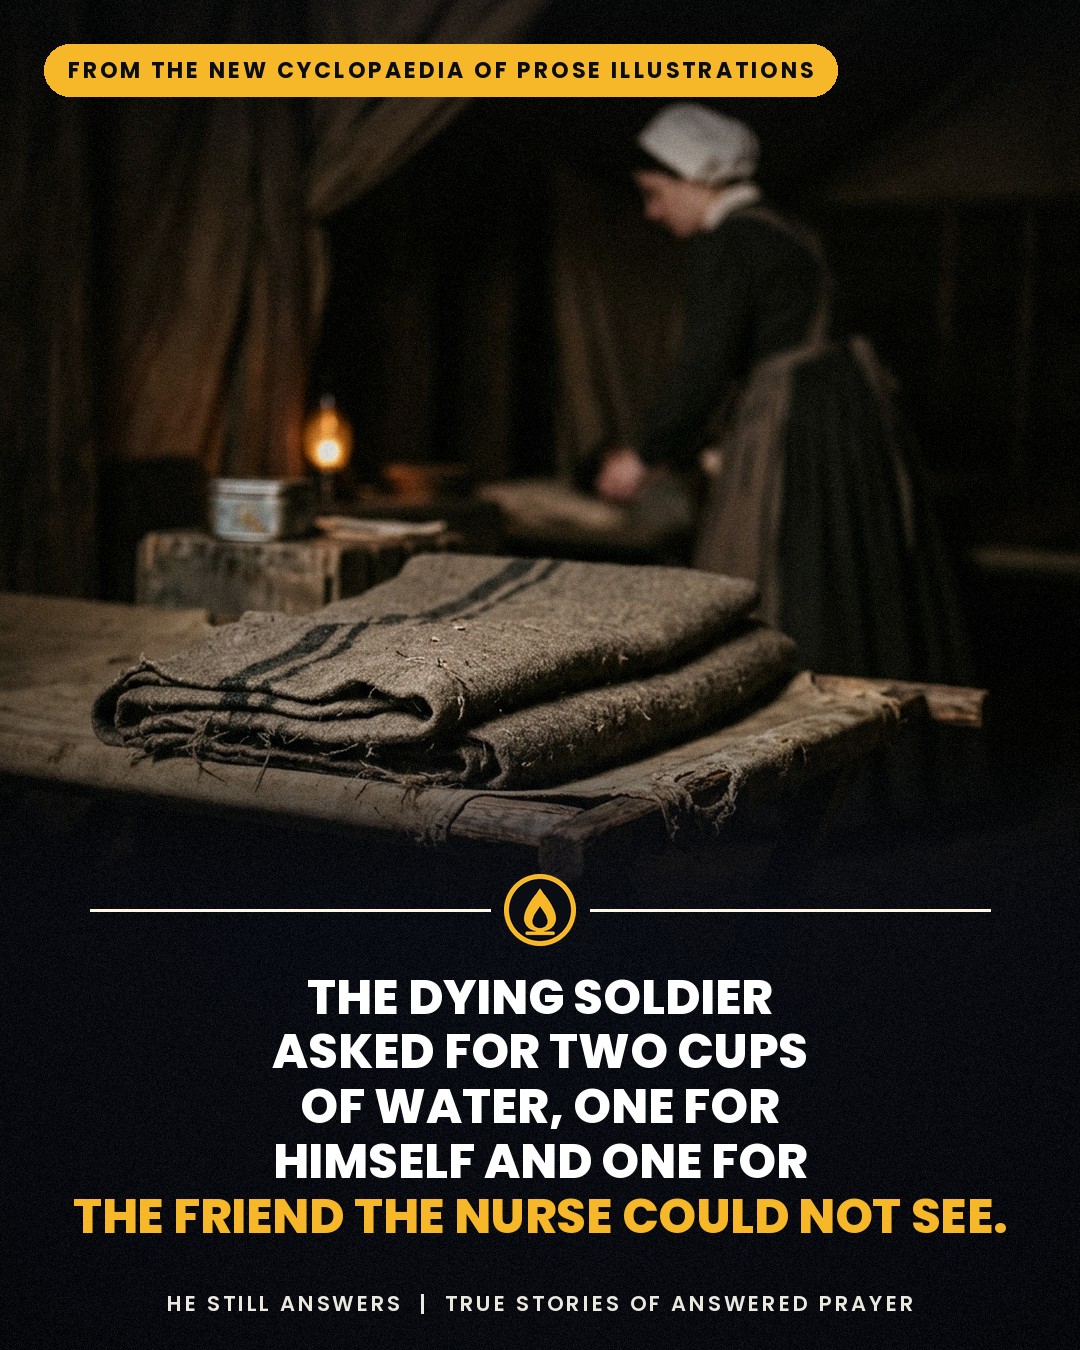 FROM THE NEW CYCLOPAEDIA OF PROSE ILLUSTRATIONS
THE DYING SOLDIER
ASKED FOR TWO CUPS
OF WATER, ONE FOR
HIMSELF AND ONE FOR
THE FRIEND THE NURSE COULD NOT SEE.
HE STILL ANSWERS | TRUE STORIES OF ANSWERED PRAYER